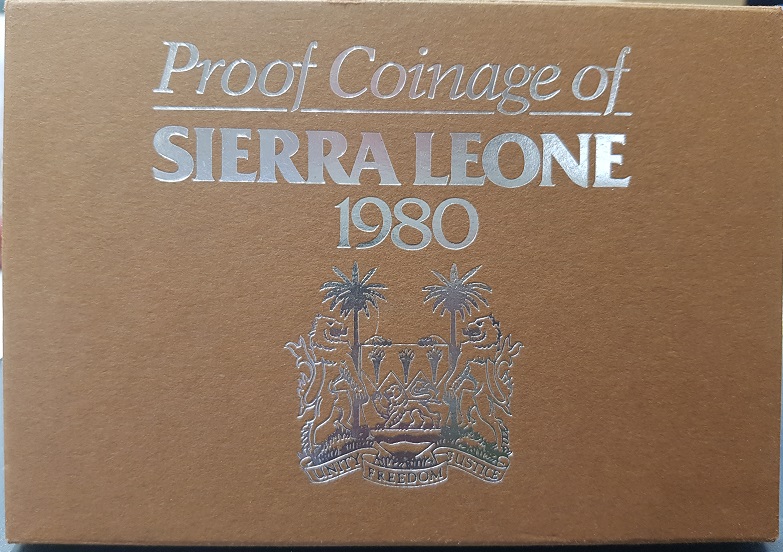 Proof Coinage of
SIERRA LEONE
1980
UNITY FREEDOM JUSTICE